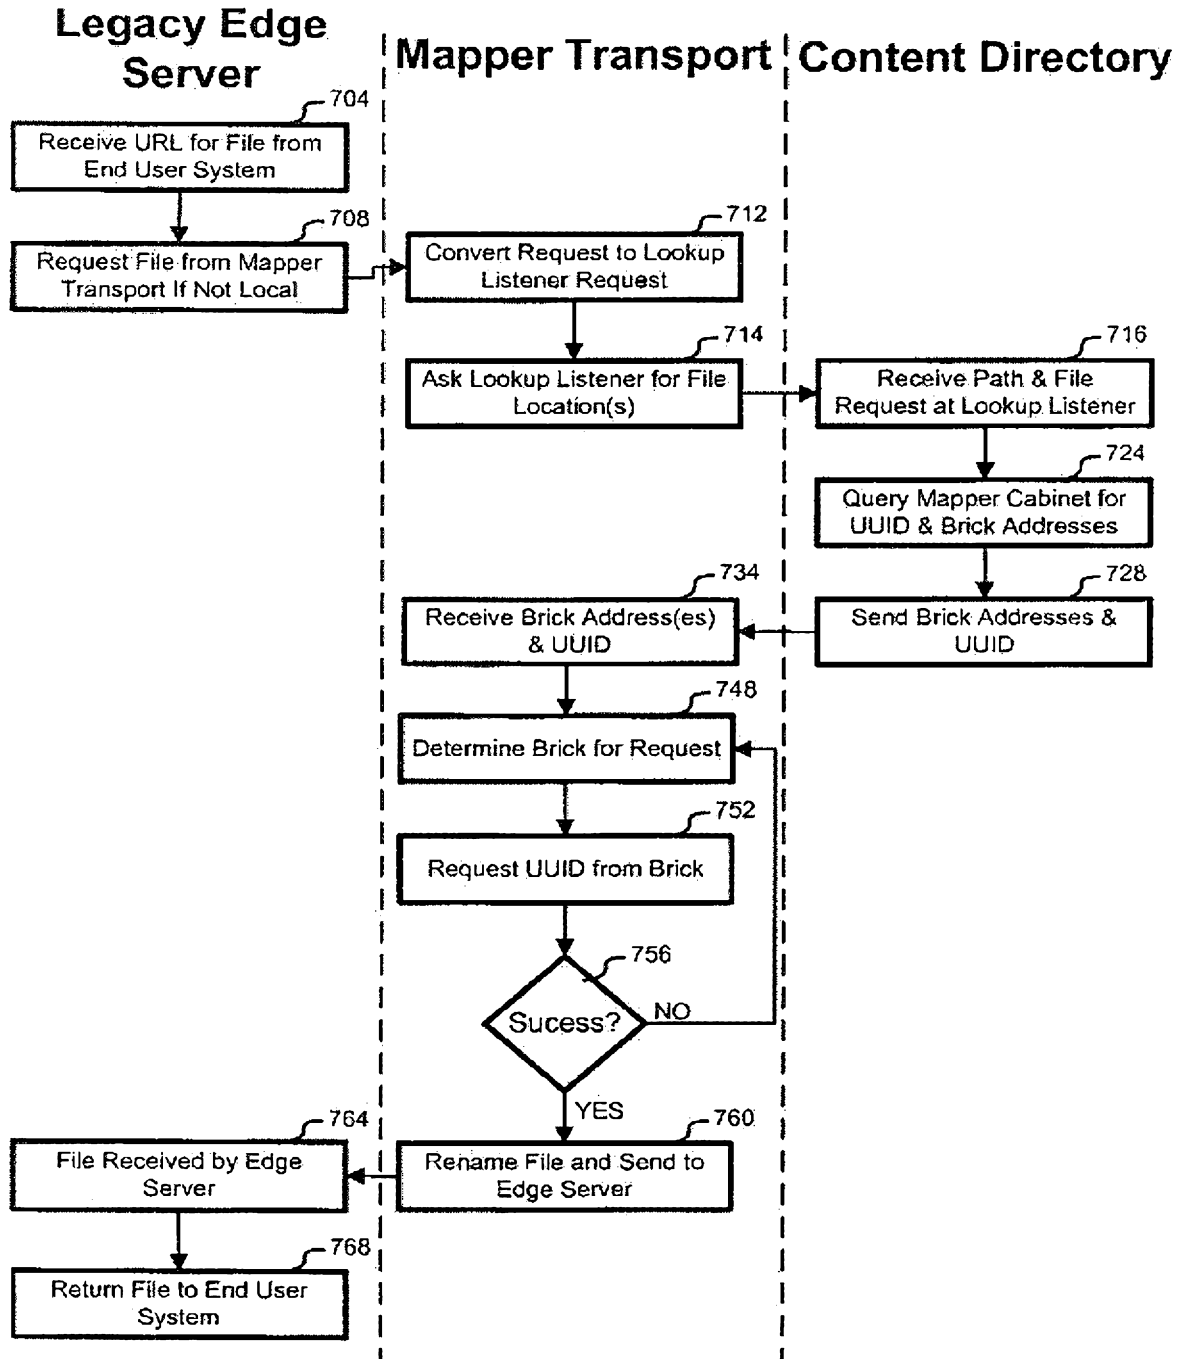 Legacy Edge
Server
Mapper Transport
Content Directory
704
Receive URL for File from
End User System
708
Request File from Mapper
Transport If Not Local
712
Convert Request to Lookup
Listener Request
714
Ask Lookup Listener for File
Location(s)
716
Receive Path & File
Request at Lookup Listener
724
Query Mapper Cabinet for
UUID & Brick Addresses
728
Send Brick Addresses &
UUID
734
Receive Brick Address(es)
& UUID
748
Determine Brick for Request
752
Request UUID from Brick
756
Sucess?
NO
YES
760
Rename File and Send to
Edge Server
764
File Received by Edge
Server
768
Return File to End User
System